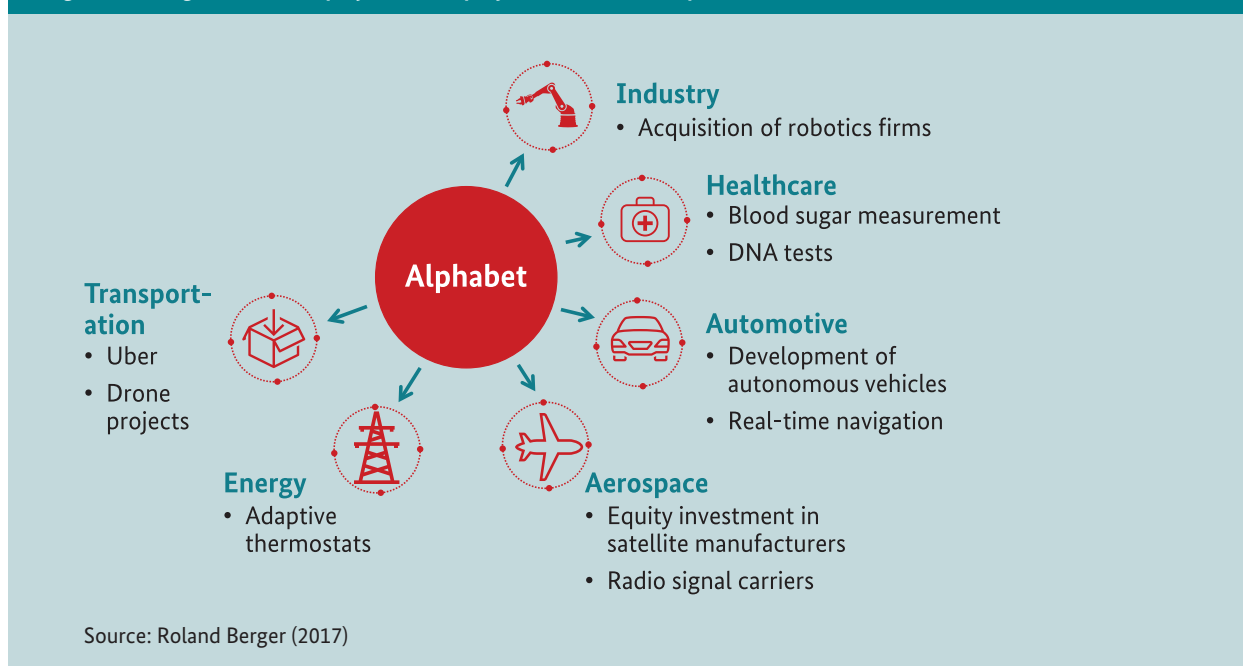 Industry
• Acquisition of robotics firms
Healthcare
• Blood sugar measurement
• DNA tests
Alphabet
Transport-
ation
• Uber
• Drone
projects
Automotive
• Development of
autonomous vehicles
• Real-time navigation
Energy
• Adaptive
thermostats
Aerospace
• Equity investment in
satellite manufacturers
• Radio signal carriers
Source: Roland Berger (2017)